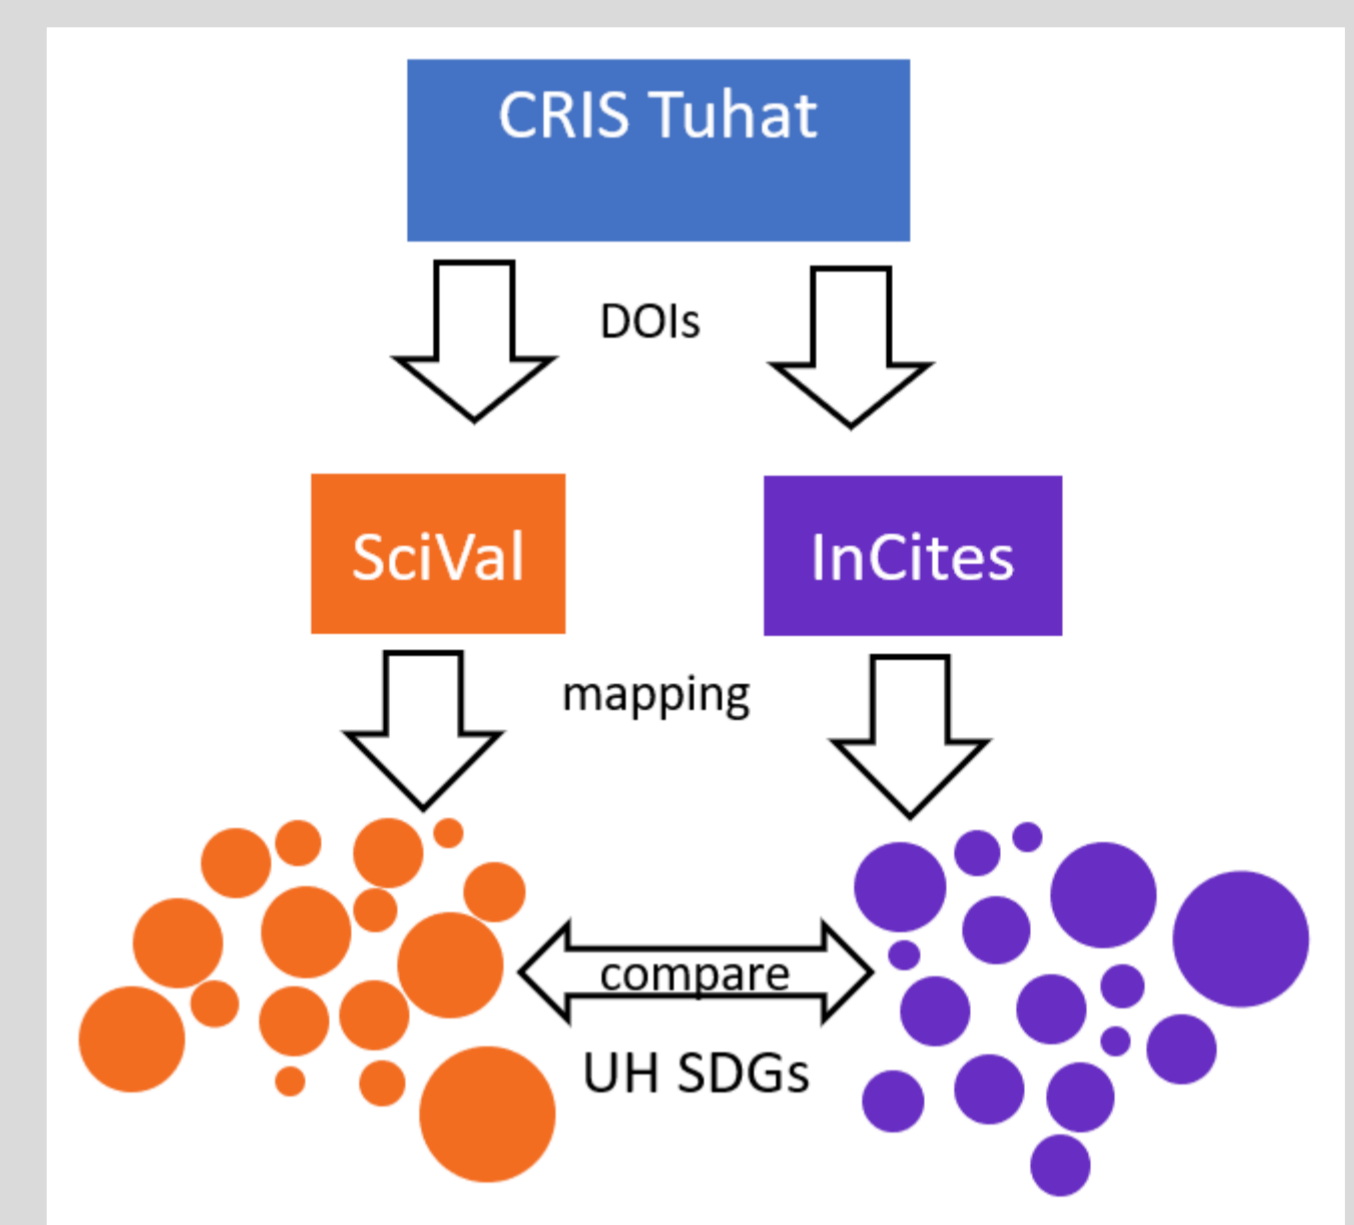 CRIS Tuhat
DOIs
SciVal
InCites
mapping
compare
UH SDGs